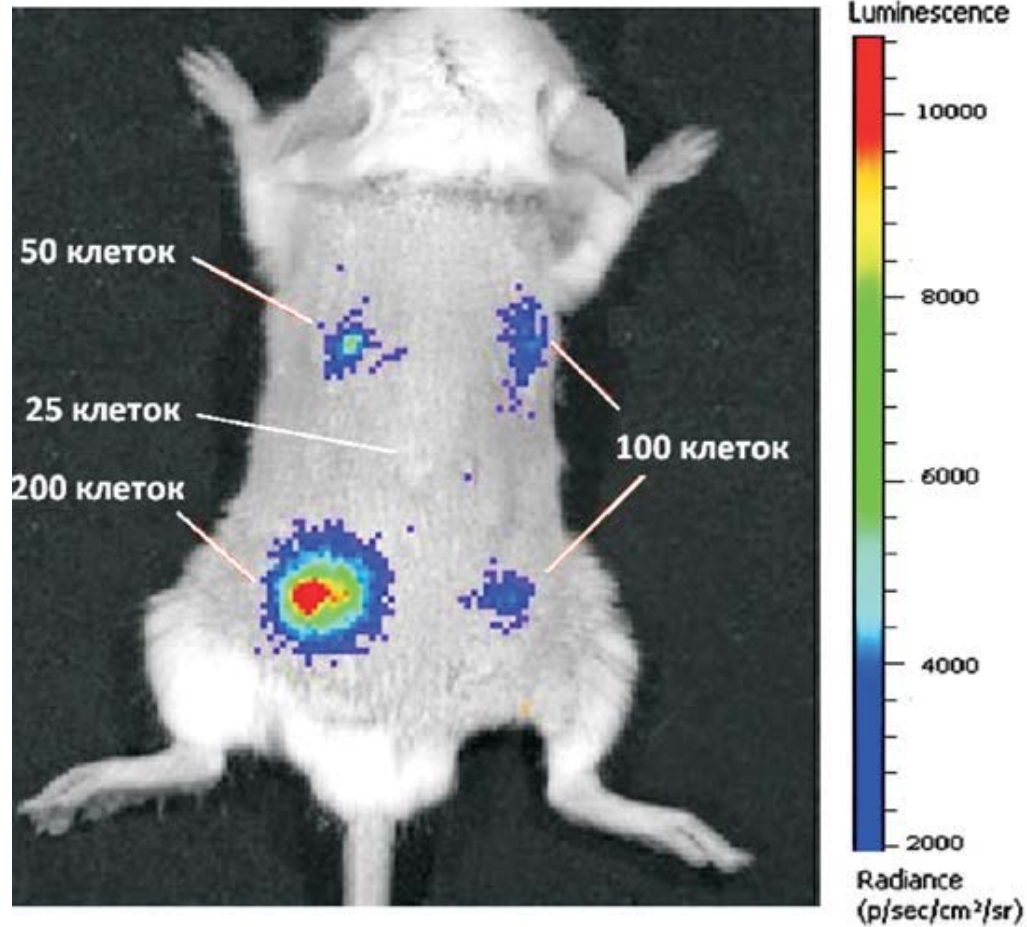 Luminescence
10000
50 клеток
8000
25 клеток
100 клеток
6000
200 клеток
4000
2000
Radiance
(p/sec/cm²/sr)